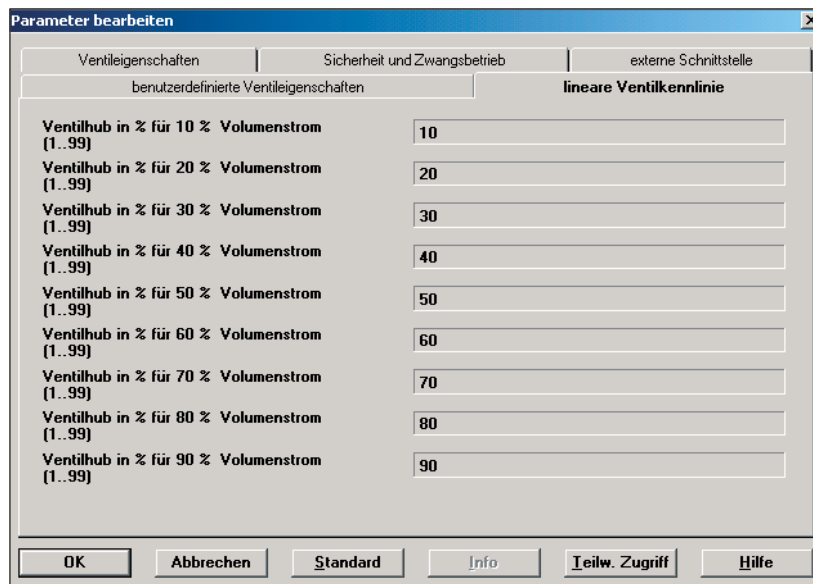 Parameter bearbeiten
Ventileigenschaften
Sicherheit und Zwangsbetrieb
externe Schnittstelle
benutzerdefinierte Ventileigenschaften
lineare Ventilkennlinie
Ventilhub in % für 10 % Volumenstrom
(1..99)
10
Ventilhub in % für 20 % Volumenstrom
(1..99)
20
Ventilhub in % für 30 % Volumenstrom
(1..99)
30
Ventilhub in % für 40 % Volumenstrom
(1..99)
40
Ventilhub in % für 50 % Volumenstrom
(1..99)
50
Ventilhub in % für 60 % Volumenstrom
(1..99)
60
Ventilhub in % für 70 % Volumenstrom
(1..99)
70
Ventilhub in % für 80 % Volumenstrom
(1..99)
80
Ventilhub in % für 90 % Volumenstrom
(1..99)
90
OK
Abbrechen
Standard
Info
Teilw. Zugriff
Hilfe